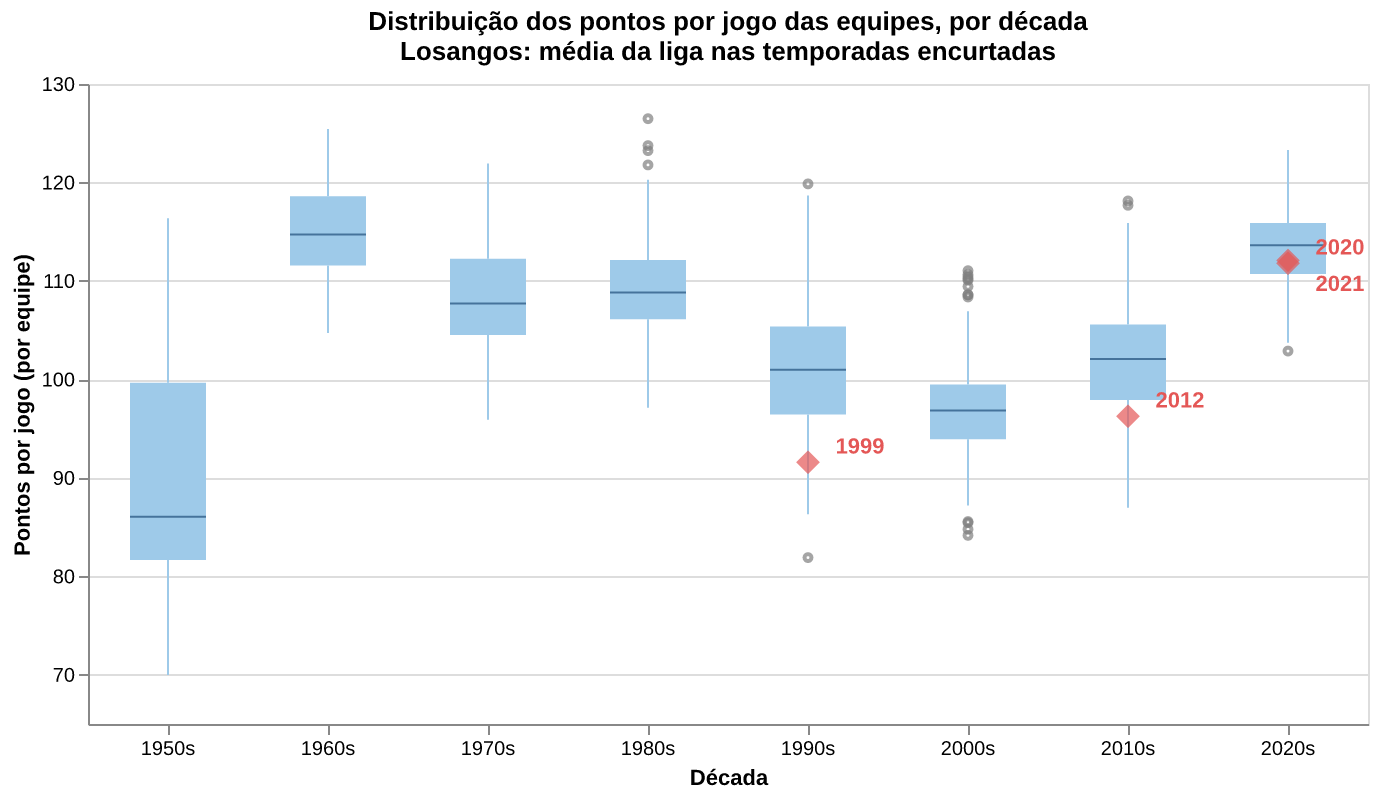 Distribuição dos pontos por jogo das equipes, por década
Losangos: média da liga nas temporadas encurtadas
Pontos por jogo (por equipe)
130
120
110
100
90
80
70
1999
2012
2020
2021
1950s
1960s
1970s
1980s
1990s
2000s
2010s
2020s
Década